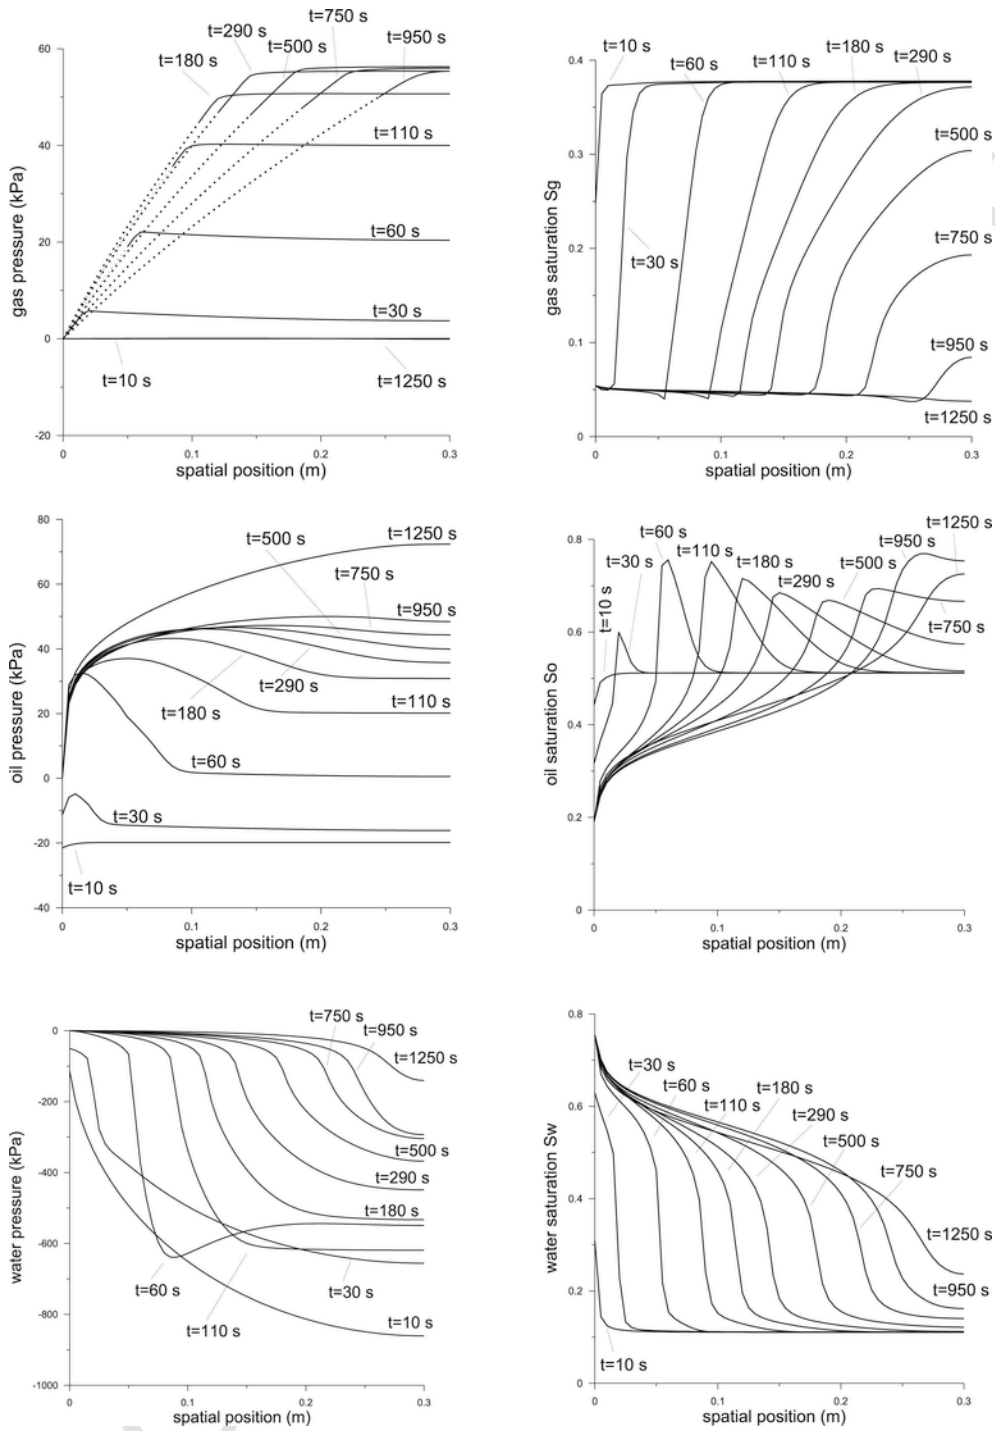 t=750 s
t=290 s
t=500 s
t=950 s
t=180 s
60
40
20
0
-20
t=110 s
t=60 s
t=30 s
t=10 s
t=1250 s
gas pressure (kPa)
0
0.1
0.2
0.3
spatial position (m)
t=10 s
t=60 s
t=110 s
t=180 s
t=290 s
0.4
0.3
0.2
0.1
0
t=500 s
t=750 s
t=30 s
t=950 s
t=1250 s
gas saturation Sg
0
0.1
0.2
0.3
spatial position (m)
80
60
40
20
0
-20
-40
t=1250 s
t=500 s
t=750 s
t=950 s
t=290 s
t=180 s
t=110 s
t=60 s
t=30 s
t=10 s
oil pressure (kPa)
0
0.1
0.2
0.3
spatial position (m)
0.8
0.6
0.4
0.2
0
t=60 s
t=30 s
t=110 s
t=180 s
t=290 s
t=500 s
t=950 s
t=1250 s
t=10 s
t=750 s
oil saturation So
0
0.1
0.2
0.3
spatial position (m)
0
-200
-400
-600
-800
-1000
t=750 s
t=950 s
t=1250 s
t=500 s
t=290 s
t=180 s
t=60 s
t=30 s
t=110 s
t=10 s
water pressure (kPa)
0
0.1
0.2
0.3
spatial position (m)
0.8
0.6
0.4
0.2
0
t=30 s
t=60 s
t=110 s
t=180 s
t=290 s
t=500 s
t=750 s
t=1250 s
t=950 s
t=10 s
water saturation Sw
0
0.1
0.2
0.3
spatial position (m)